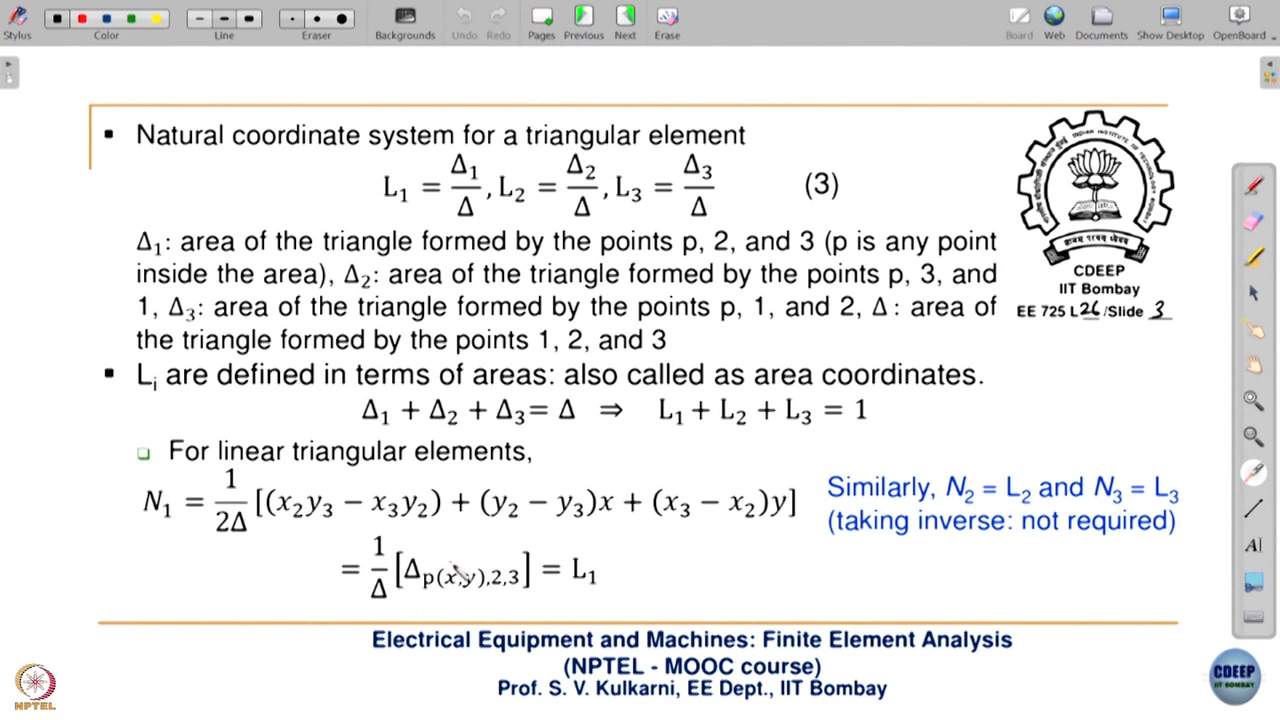 Stylus Color Line Eraser Backgrounds Undo Redo Pages Previous Next Erase Board Web Documents Show Desktop OpenBoard
▪ Natural coordinate system for a triangular element
L₁ = Δ₁/Δ , L₂ = Δ₂/Δ , L₃ = Δ₃/Δ (3)
Δ₁: area of the triangle formed by the points p, 2, and 3 (p is any point
inside the area), Δ₂: area of the triangle formed by the points p, 3, and
1, Δ₃: area of the triangle formed by the points p, 1, and 2, Δ : area of
the triangle formed by the points 1, 2, and 3
CDEEP
IIT Bombay
EE 725 L26/Slide 3
▪ Lᵢ are defined in terms of areas: also called as area coordinates.
Δ₁ + Δ₂ + Δ₃= Δ ⇒ L₁ + L₂ + L₃ = 1
❑ For linear triangular elements,
N₁ = 1/2Δ [(x₂y₃ − x₃y₂) + (y₂ − y₃)x + (x₃ − x₂)y]
= 1/Δ [Δp(x,y),2,3] = L₁
Similarly, N₂ = L₂ and N₃ = L₃
(taking inverse: not required)
Electrical Equipment and Machines: Finite Element Analysis
(NPTEL - MOOC course)
Prof. S. V. Kulkarni, EE Dept., IIT Bombay
NPTEL
CDEEP
IIT BOMBAY